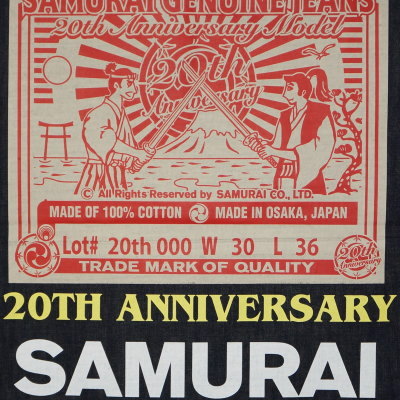 SAMURAI GENUINE JEANS
20th Anniversary Model
20th
Anniversary
© All Rights Reserved by SAMURAI CO., LTD.
MADE OF 100% COTTON MADE IN OSAKA, JAPAN
Lot# 20th 000 W 30 L 36
20th
Anniversary
TRADE MARK OF QUALITY
20TH ANNIVERSARY
SAMURAI